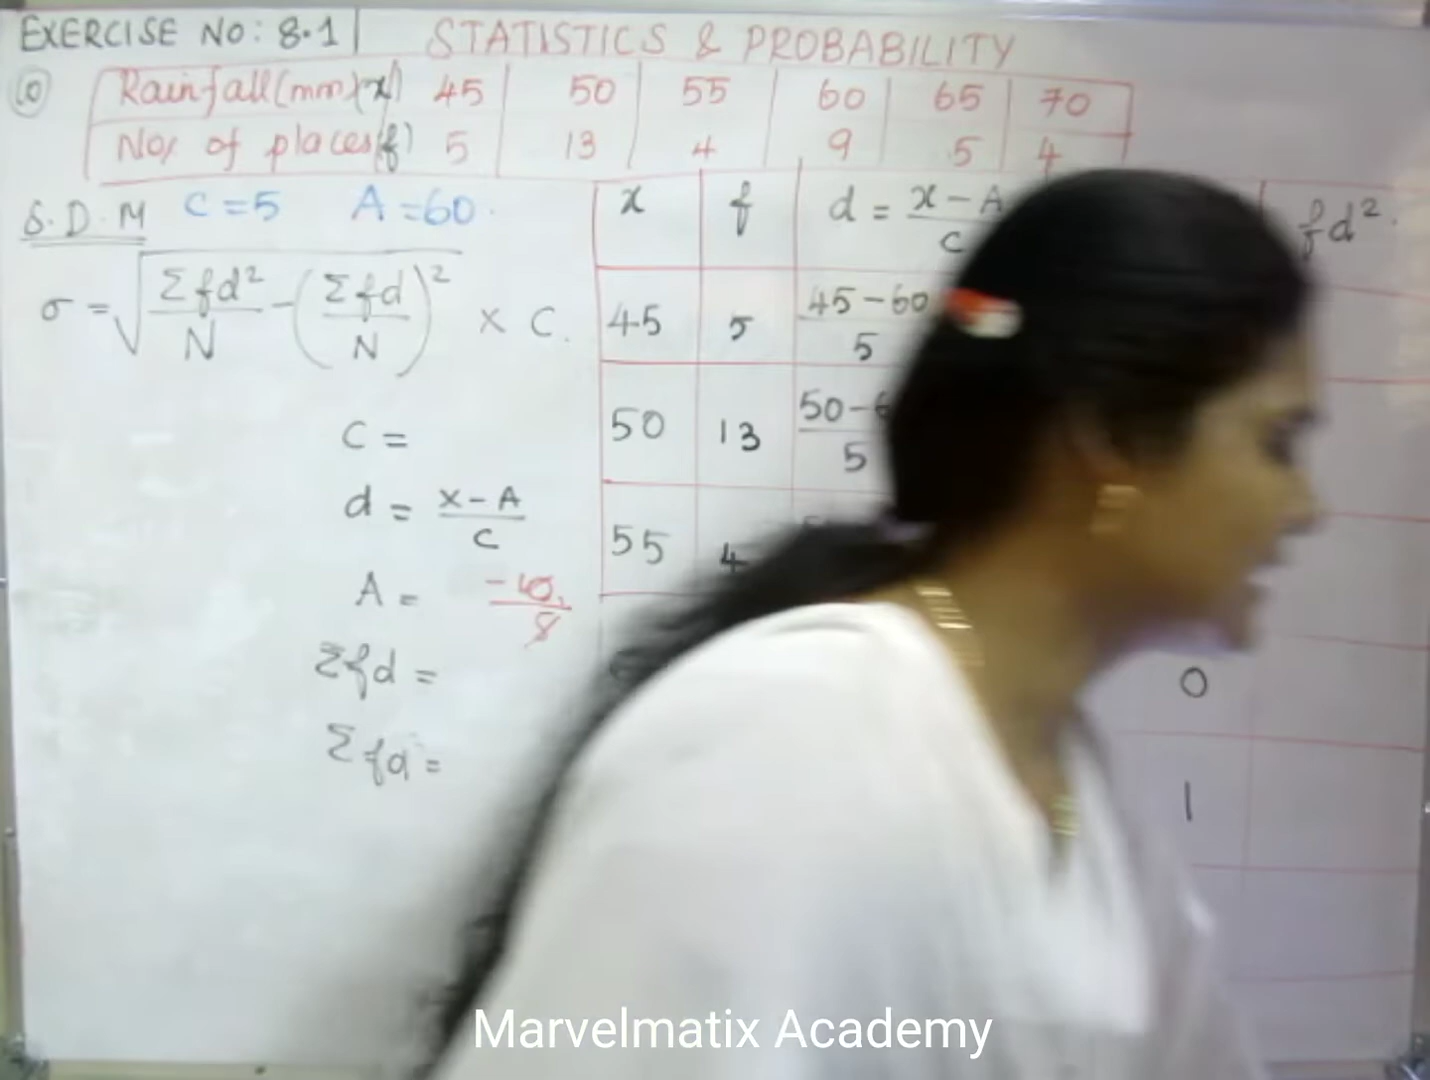 EXERCISE NO: 8.1 STATISTICS & PROBABILITY
10 Rainfall(mm)(x) 45 50 55 60 65 70
No. of places(f) 5 13 4 9 5 4
S.D.M C=5 A=60.
σ = √Σfd²/N - (Σfd/N)² × C.
x f d = x-A/c fd².
45 5 45-60/5
50 13 50-6 /5
55 4
C =
d = x-A/c
A = -10/8
Σfd =
Σfd =
0
1
Marvelmatix Academy